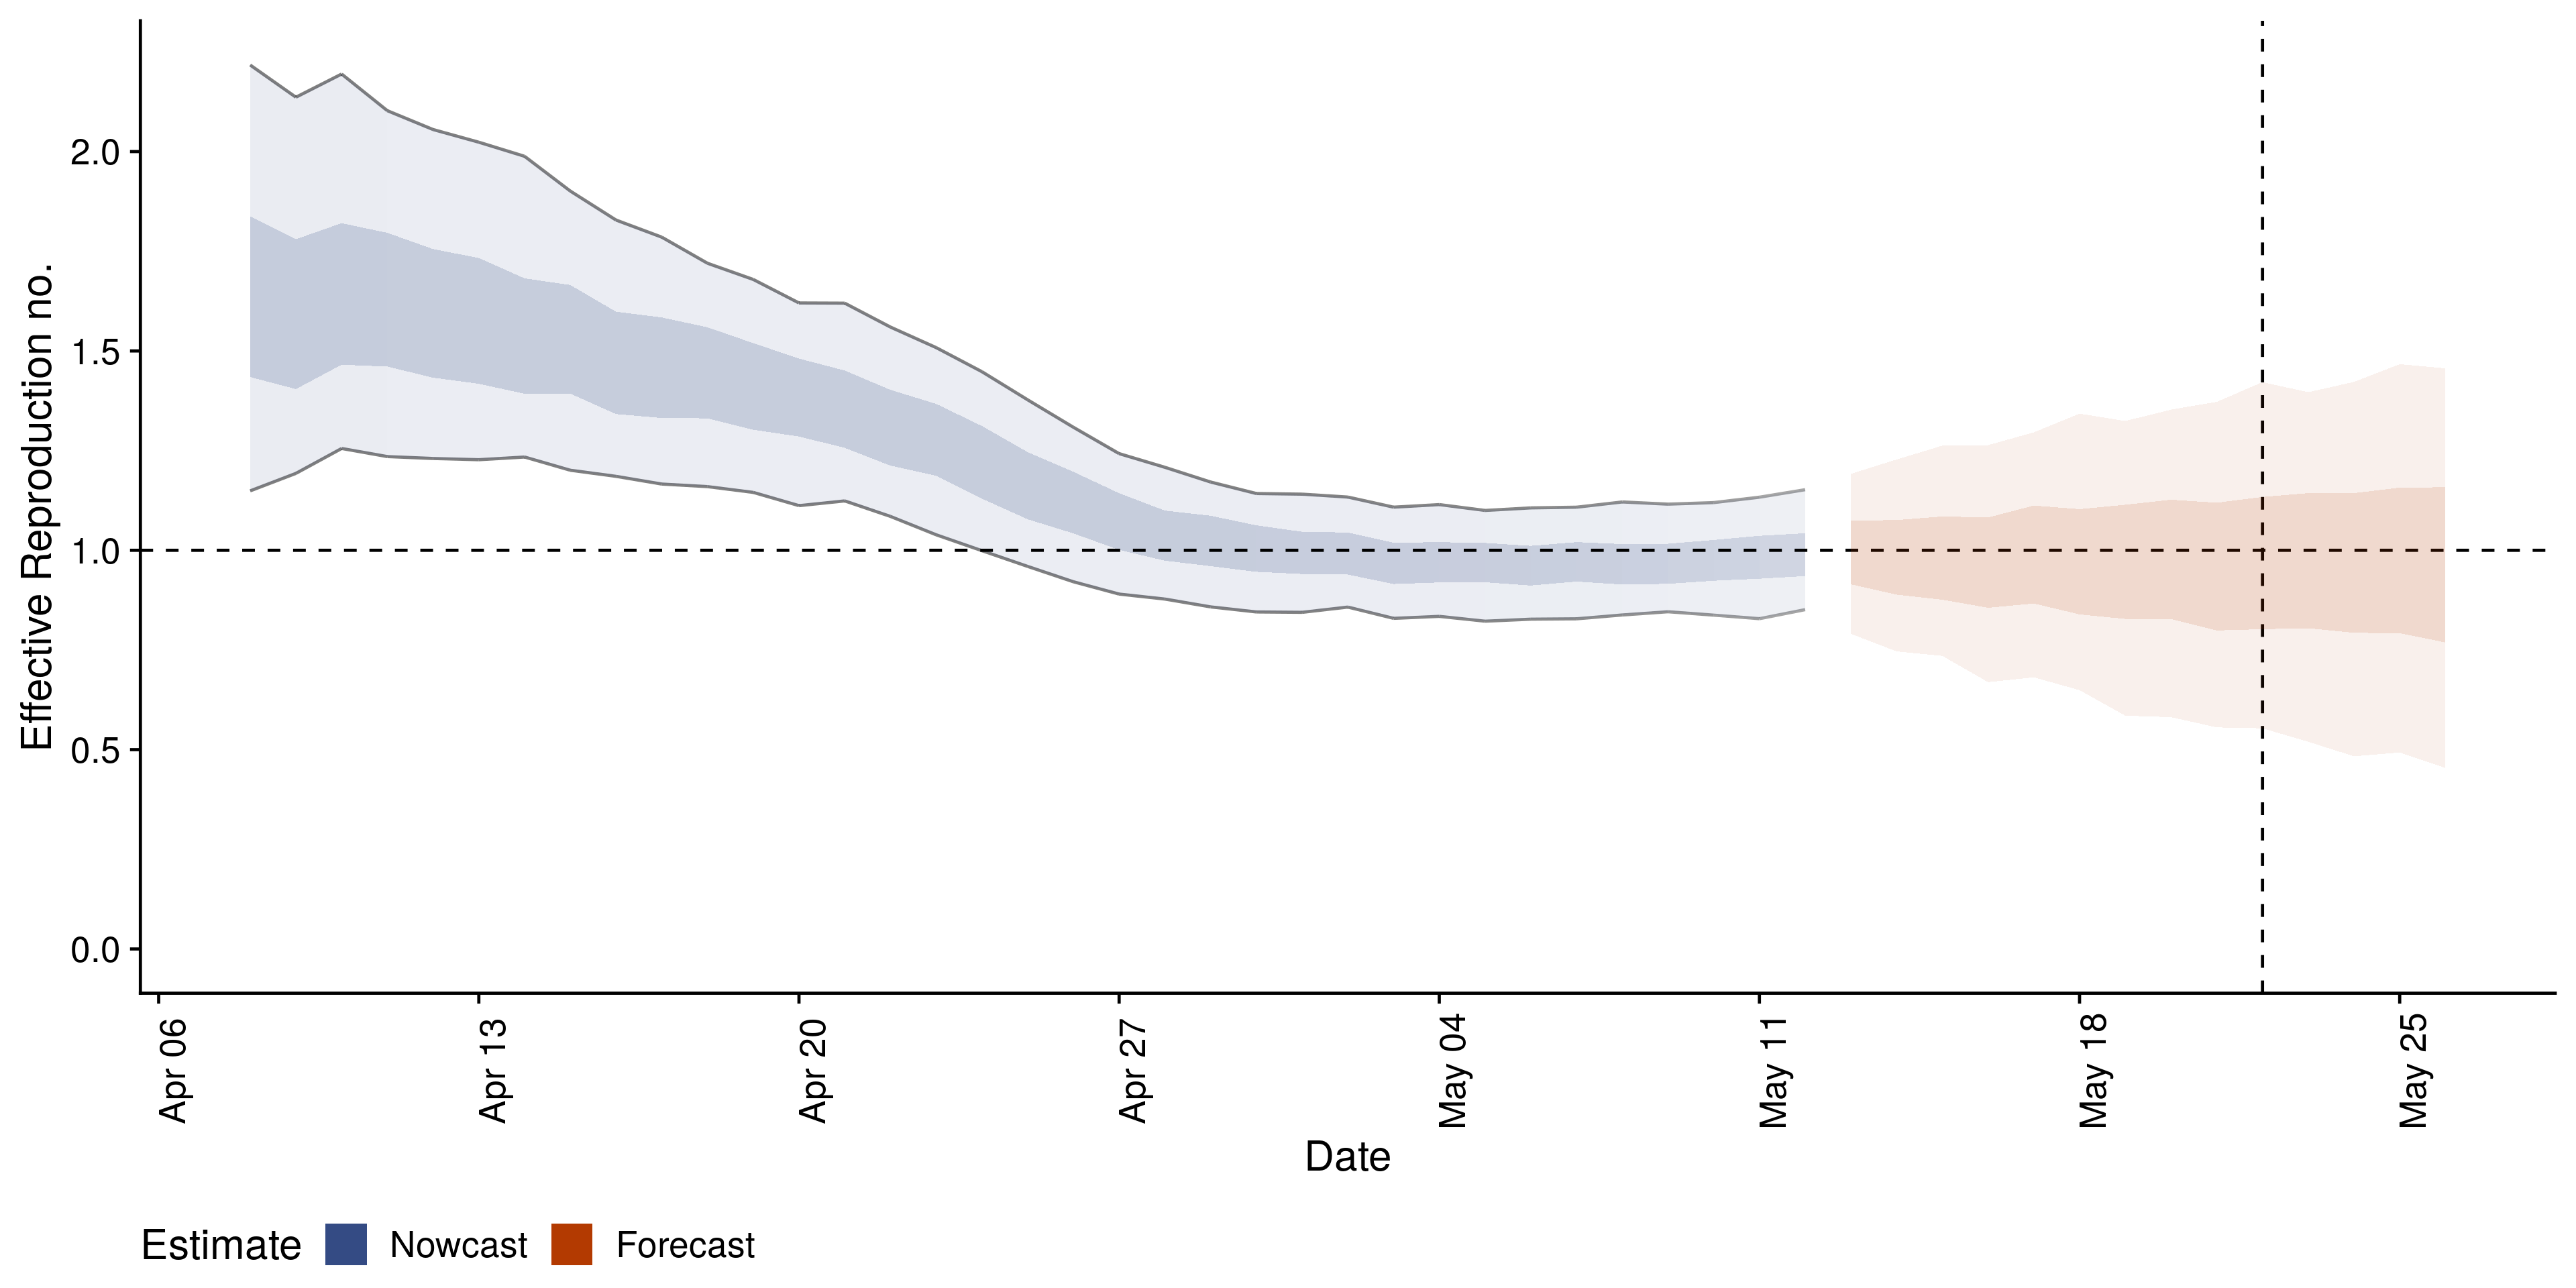 Effective Reproduction no.
2.0
1.5
1.0
0.5
0.0
Apr 06
Apr 13
Apr 20
Apr 27
May 04
May 11
May 18
May 25
Date
Estimate Nowcast Forecast